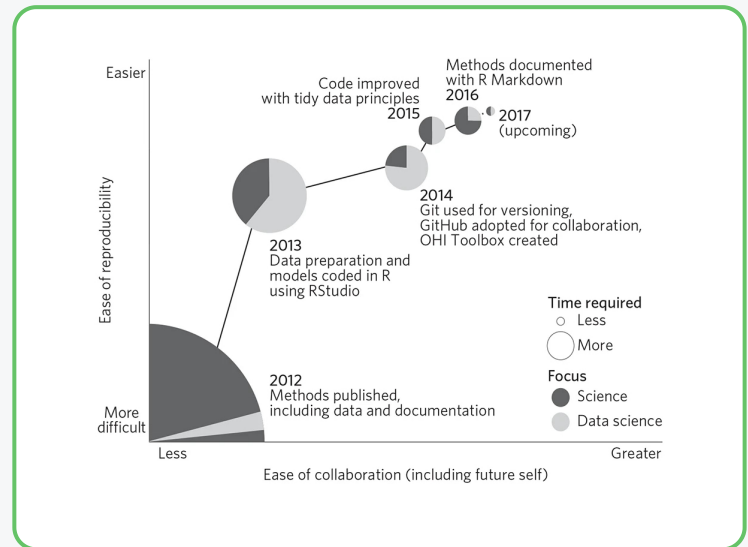 Easier
Methods documented
with R Markdown
2016
Code improved
with tidy data principles
2015
2017
(upcoming)
2014
Git used for versioning,
GitHub adopted for collaboration,
OHI Toolbox created
2013
Data preparation and
models coded in R
using RStudio
Ease of reproducibility
Time required
Less
More
Focus
Science
Data science
2012
Methods published,
including data and documentation
More
difficult
Less
Greater
Ease of collaboration (including future self)